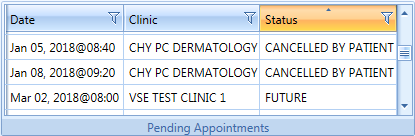 Date Clinic Status
Jan 05, 2018@08:40 CHY PC DERMATOLOGY CANCELLED BY PATIENT
Jan 08, 2018@09:20 CHY PC DERMATOLOGY CANCELLED BY PATIENT
Mar 02, 2018@08:00 VSE TEST CLINIC 1 FUTURE
Pending Appointments